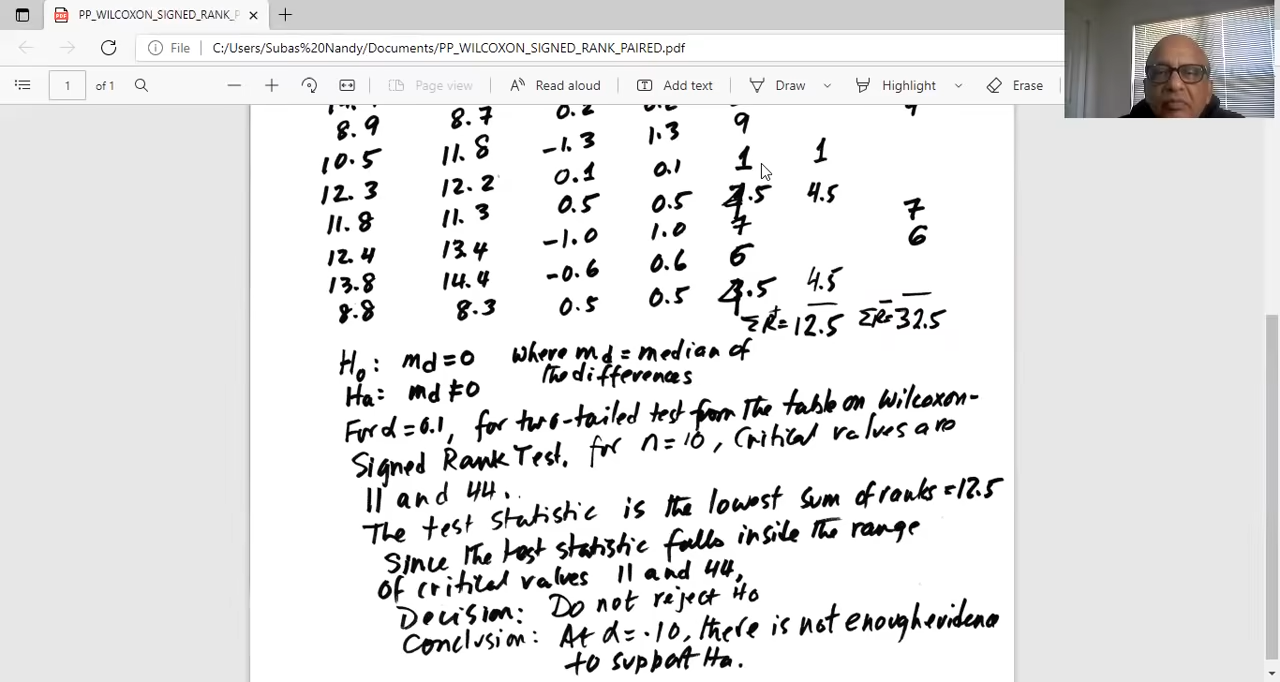 PP_WILCOXON_SIGNED_RANK_P
File C:/Users/Subas%20Nandy/Documents/PP_WILCOXON_SIGNED_RANK_PAIRED.pdf
1 of 1 Page view Read aloud Add text Draw Highlight Erase
8.9 8.7 0.2
10.5 11.8 -1.3 1.3 9
12.3 12.2 0.1 0.1 1 1
11.8 11.3 0.5 0.5 4.5 4.5
12.4 13.4 -1.0 1.0 7 7
13.8 14.4 -0.6 0.6 6 6
8.8 8.3 0.5 0.5 4.5 4.5
ΣR+ = 12.5 ΣR- = 32.5
Ho: md=0 where md = median of
the differences
Ha: md≠0
For α = 0.1, for two-tailed test from the table on Wilcoxon-
Signed Rank Test. for n = 10, critical values are
11 and 44.
The test statistic is the lowest sum of ranks = 12.5
Since the test statistic falls inside the range
of critical values 11 and 44,
Decision: Do not reject Ho
Conclusion: At α = .10, there is not enough evidence
to support Ha.